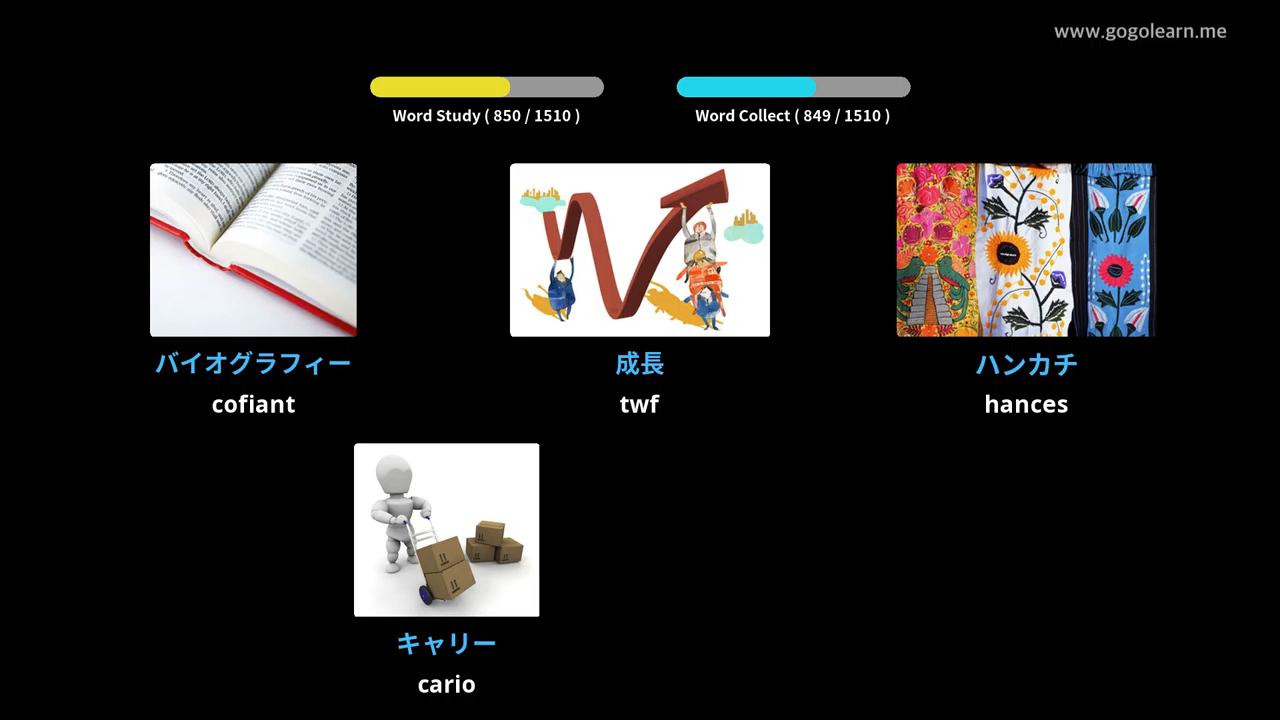 www.gogolearn.me
Word Study ( 850 / 1510 )
Word Collect ( 849 / 1510 )
バイオグラフィー
cofiant
成長
twf
ハンカチ
hances
キャリー
cario